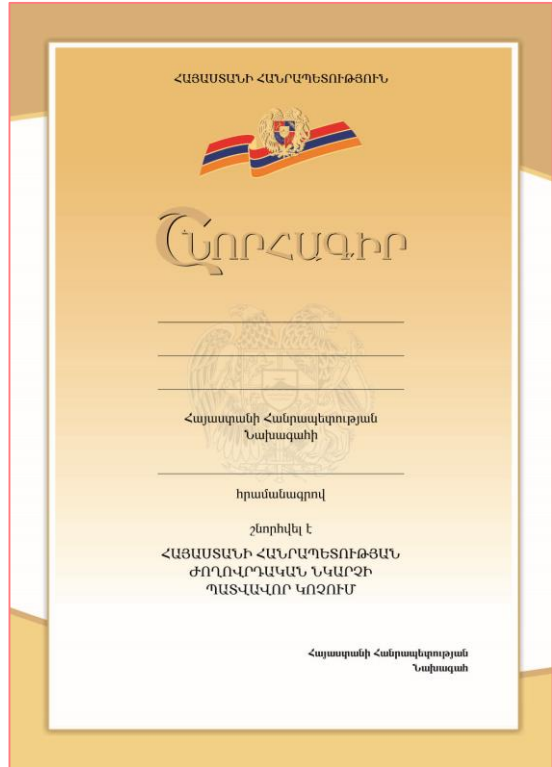 ՀԱՅԱՍՏԱՆԻ ՀԱՆՐԱՊԵՏՈՒԹՅՈՒՆ
ՇՆՈՐՀԱԳԻՐ
Հայաստանի Հանրապետության
Նախագահի
հրամանագրով
շնորհվել է
ՀԱՅԱՍՏԱՆԻ ՀԱՆՐԱՊԵՏՈՒԹՅԱՆ
ԺՈՂՈՎՐԴԱԿԱՆ ՆԿԱՐՉԻ
ՊԱՏՎԱՎՈՐ ԿՈՉՈՒՄ
Հայաստանի Հանրապետության
Նախագահ